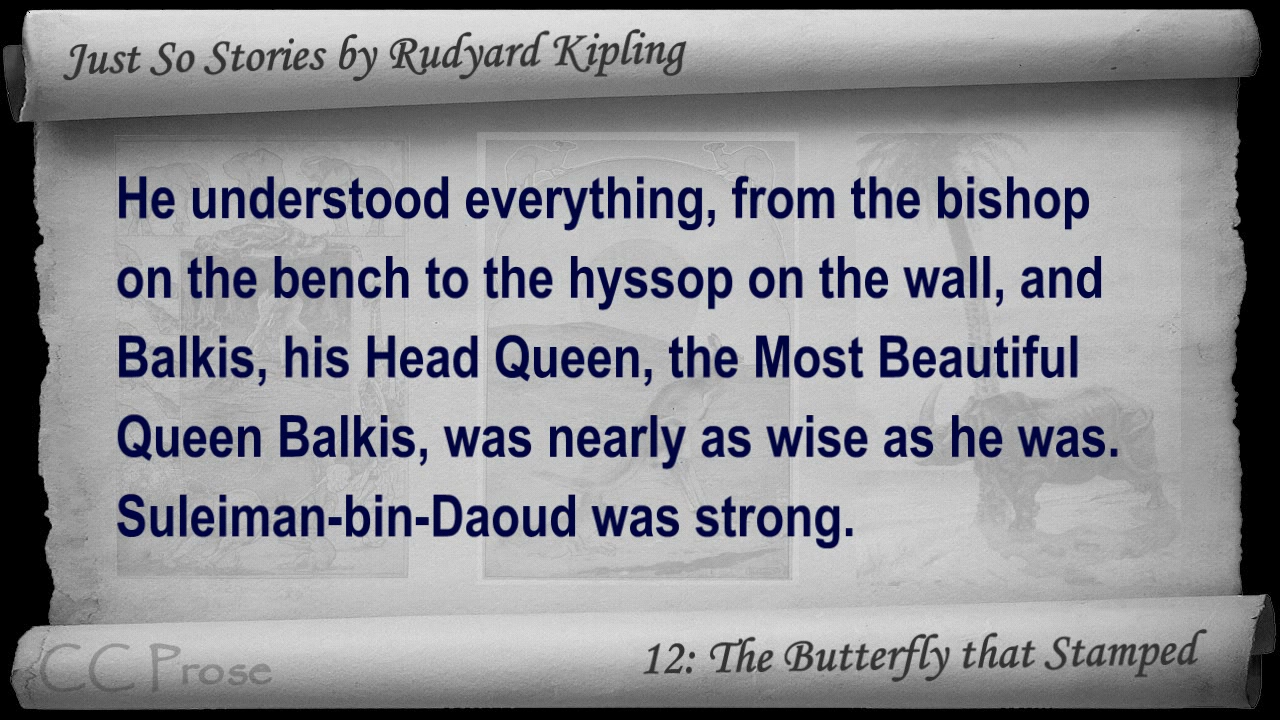 Just So Stories by Rudyard Kipling
He understood everything, from the bishop
on the bench to the hyssop on the wall, and
Balkis, his Head Queen, the Most Beautiful
Queen Balkis, was nearly as wise as he was.
Suleiman-bin-Daoud was strong.
CC Prose
12: The Butterfly that Stamped